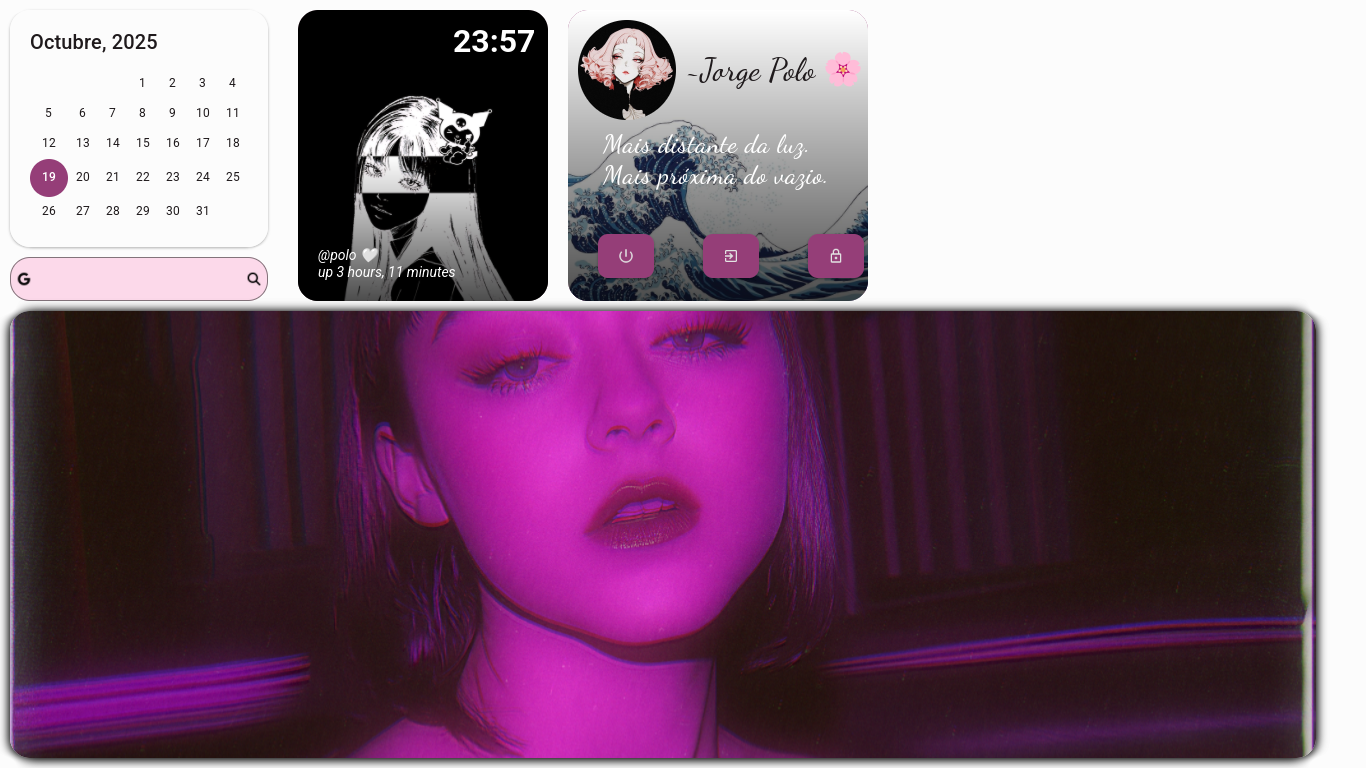 Octubre, 2025
1 2 3 4
5 6 7 8 9 10 11
12 13 14 15 16 17 18
19 20 21 22 23 24 25
26 27 28 29 30 31
G
23:57
@polo 🤍
up 3 hours, 11 minutes
~Jorge Polo 🌸
Mais distante da luz.
Mais próxima do vazio.